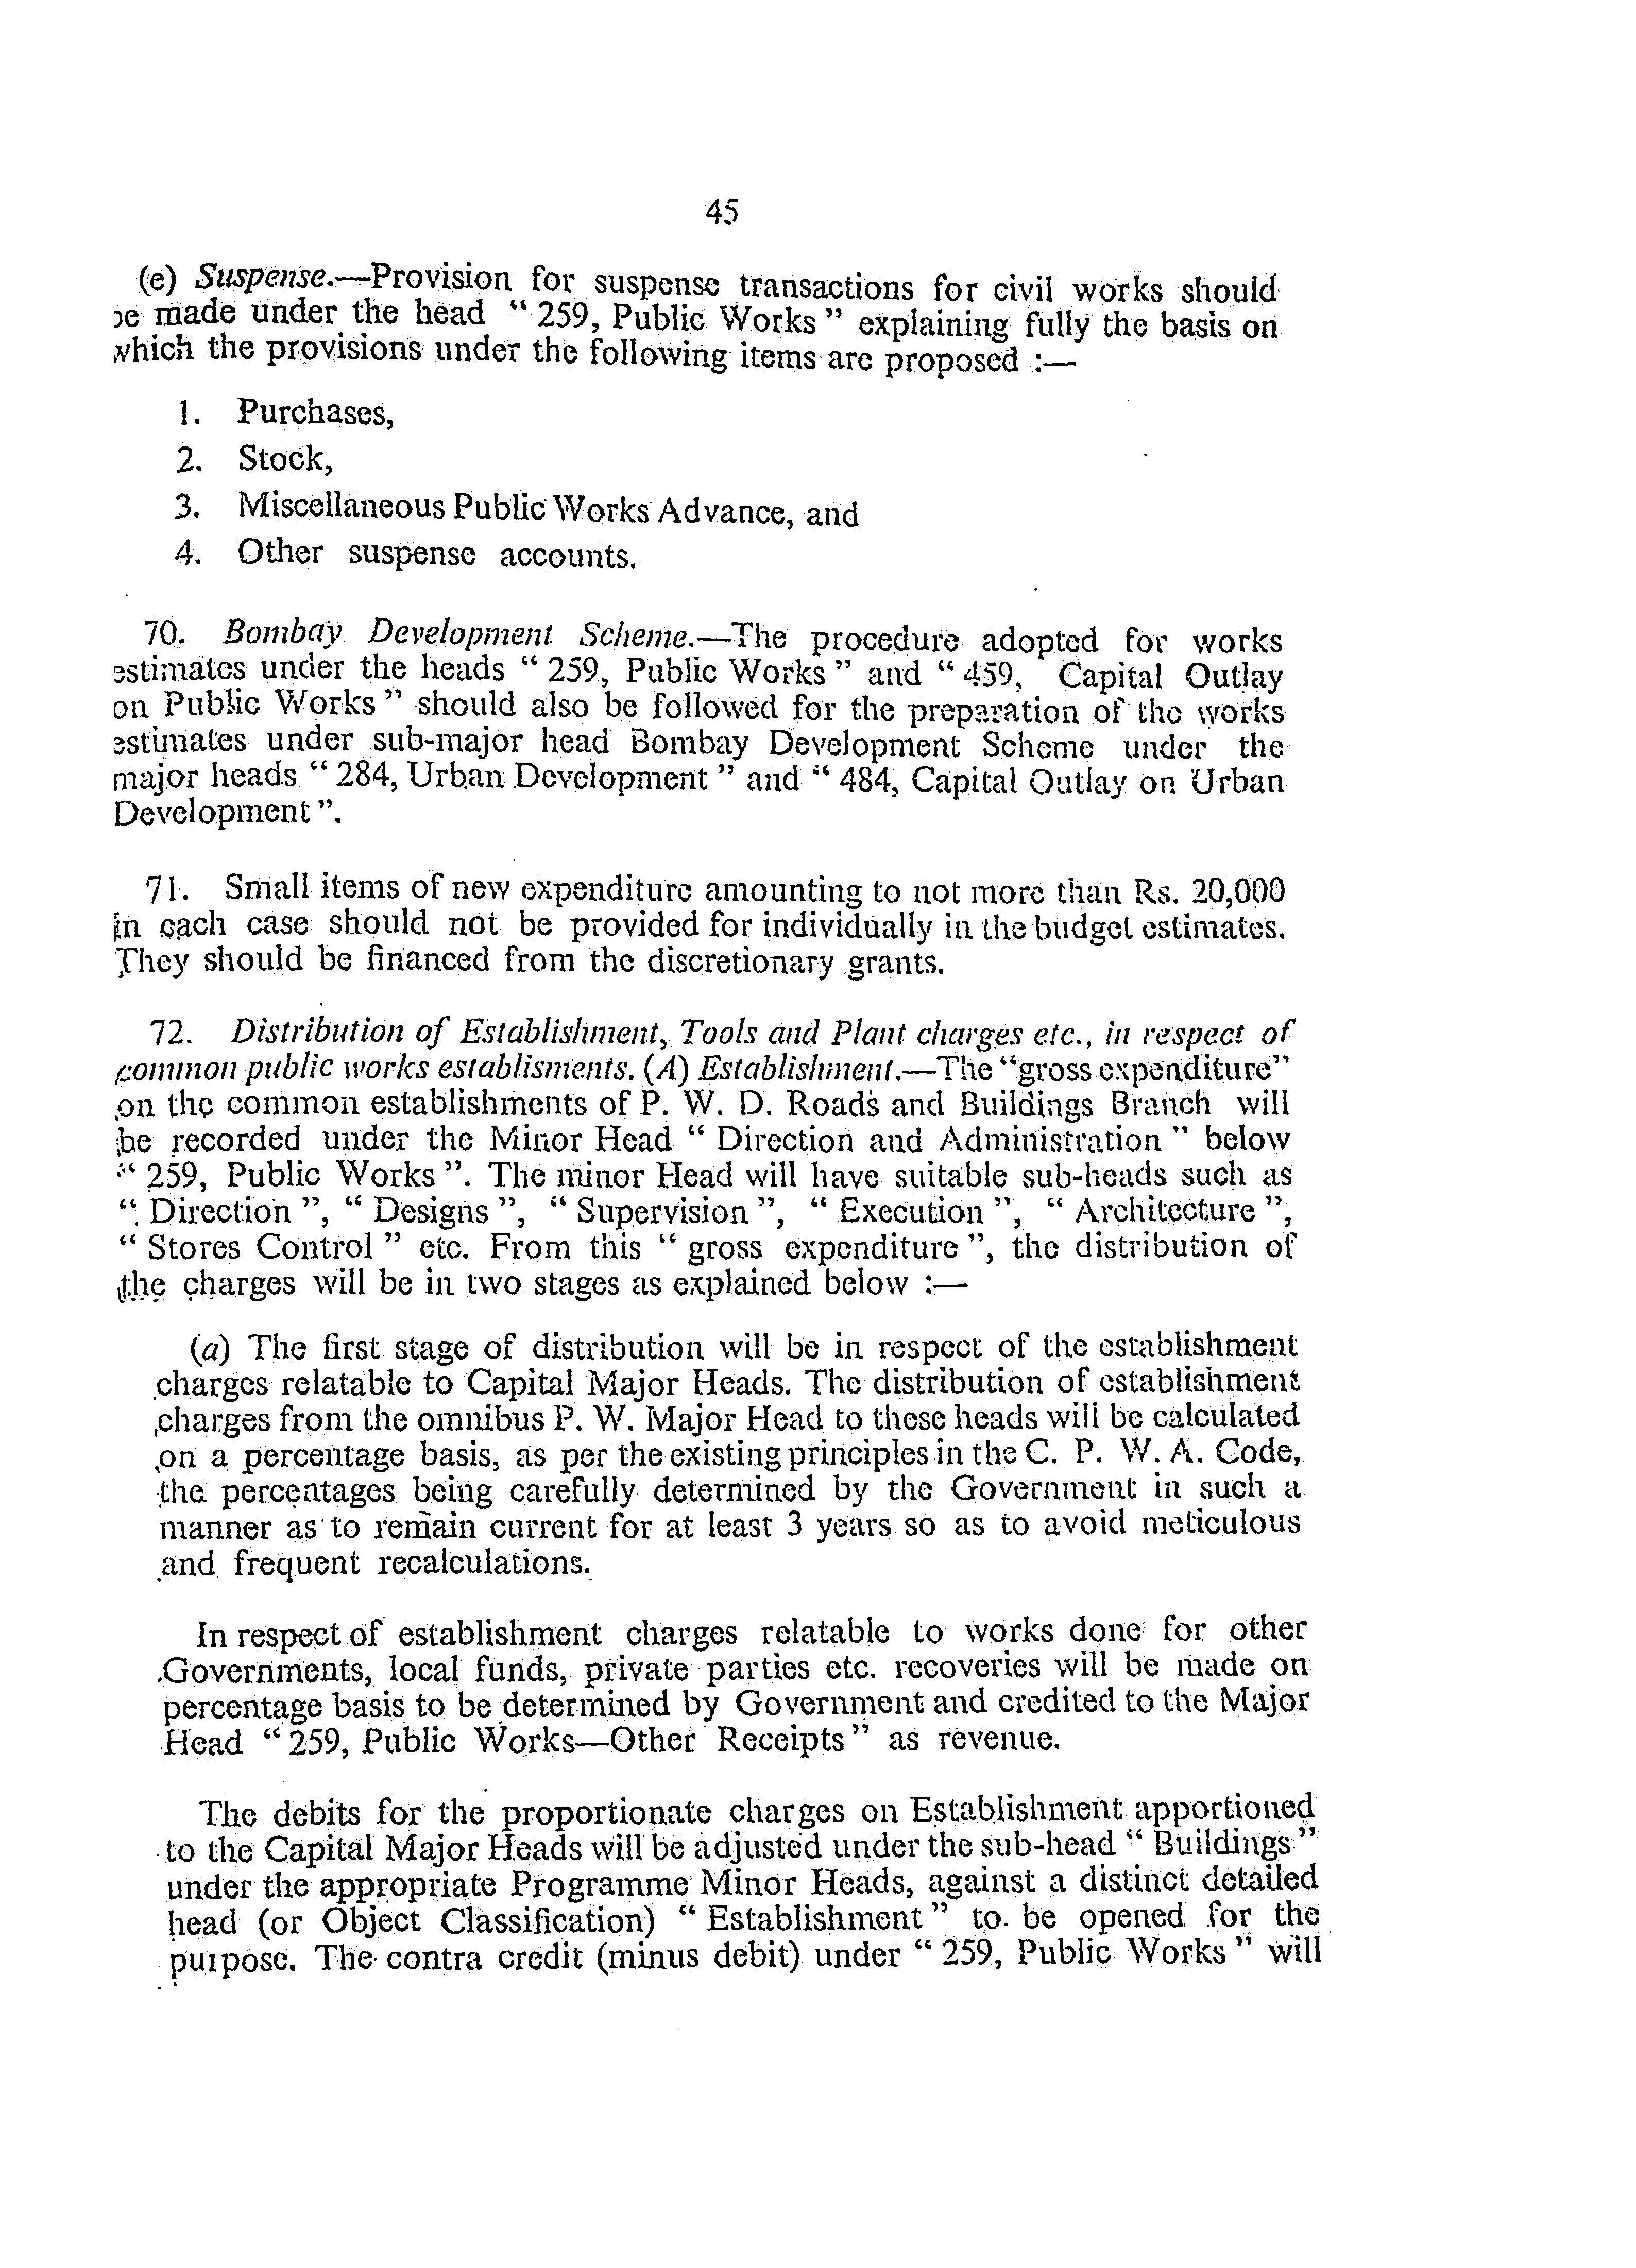 45
(e) Suspense.—Provision for suspense transactions for civil works should
be made under the head “ 259, Public Works ” explaining fully the basis on
which the provisions under the following items are proposed :—
1. Purchases,
2. Stock,
3. Miscellaneous Public Works Advance, and
4. Other suspense accounts.
70. Bombay Development Scheme.—The procedure adopted for works
estimates under the heads “ 259, Public Works ” and “ 459, Capital Outlay
on Public Works ” should also be followed for the preparation of the works
estimates under sub-major head Bombay Development Scheme under the
major heads “ 284, Urban Development ” and “ 484, Capital Outlay on Urban
Development ”.
71. Small items of new expenditure amounting to not more than Rs. 20,000
in each case should not be provided for individually in the budget estimates.
They should be financed from the discretionary grants.
72. Distribution of Establishment, Tools and Plant charges etc., in respect of
common public works establisments. (A) Establishment.—The “gross expenditure”
on the common establishments of P. W. D. Roads and Buildings Branch will
be recorded under the Minor Head “ Direction and Administration ” below
“ 259, Public Works ”. The minor Head will have suitable sub-heads such as
“ Direction ”, “ Designs ”, “ Supervision ”, “ Execution ”, “ Architecture ”,
“ Stores Control ” etc. From this “ gross expenditure ”, the distribution of
the charges will be in two stages as explained below :—
(a) The first stage of distribution will be in respect of the establishment
charges relatable to Capital Major Heads. The distribution of establishment
charges from the omnibus P. W. Major Head to these heads will be calculated
on a percentage basis, as per the existing principles in the C. P. W. A. Code,
the percentages being carefully determined by the Government in such a
manner as to remain current for at least 3 years so as to avoid meticulous
and frequent recalculations.
In respect of establishment charges relatable to works done for other
Governments, local funds, private parties etc. recoveries will be made on
percentage basis to be determined by Government and credited to the Major
Head “ 259, Public Works—Other Receipts ” as revenue.
The debits for the proportionate charges on Establishment apportioned
to the Capital Major Heads will be adjusted under the sub-head “ Buildings ”
under the appropriate Programme Minor Heads, against a distinct detailed
head (or Object Classification) “ Establishment ” to be opened for the
purpose. The contra credit (minus debit) under “ 259, Public Works ” will